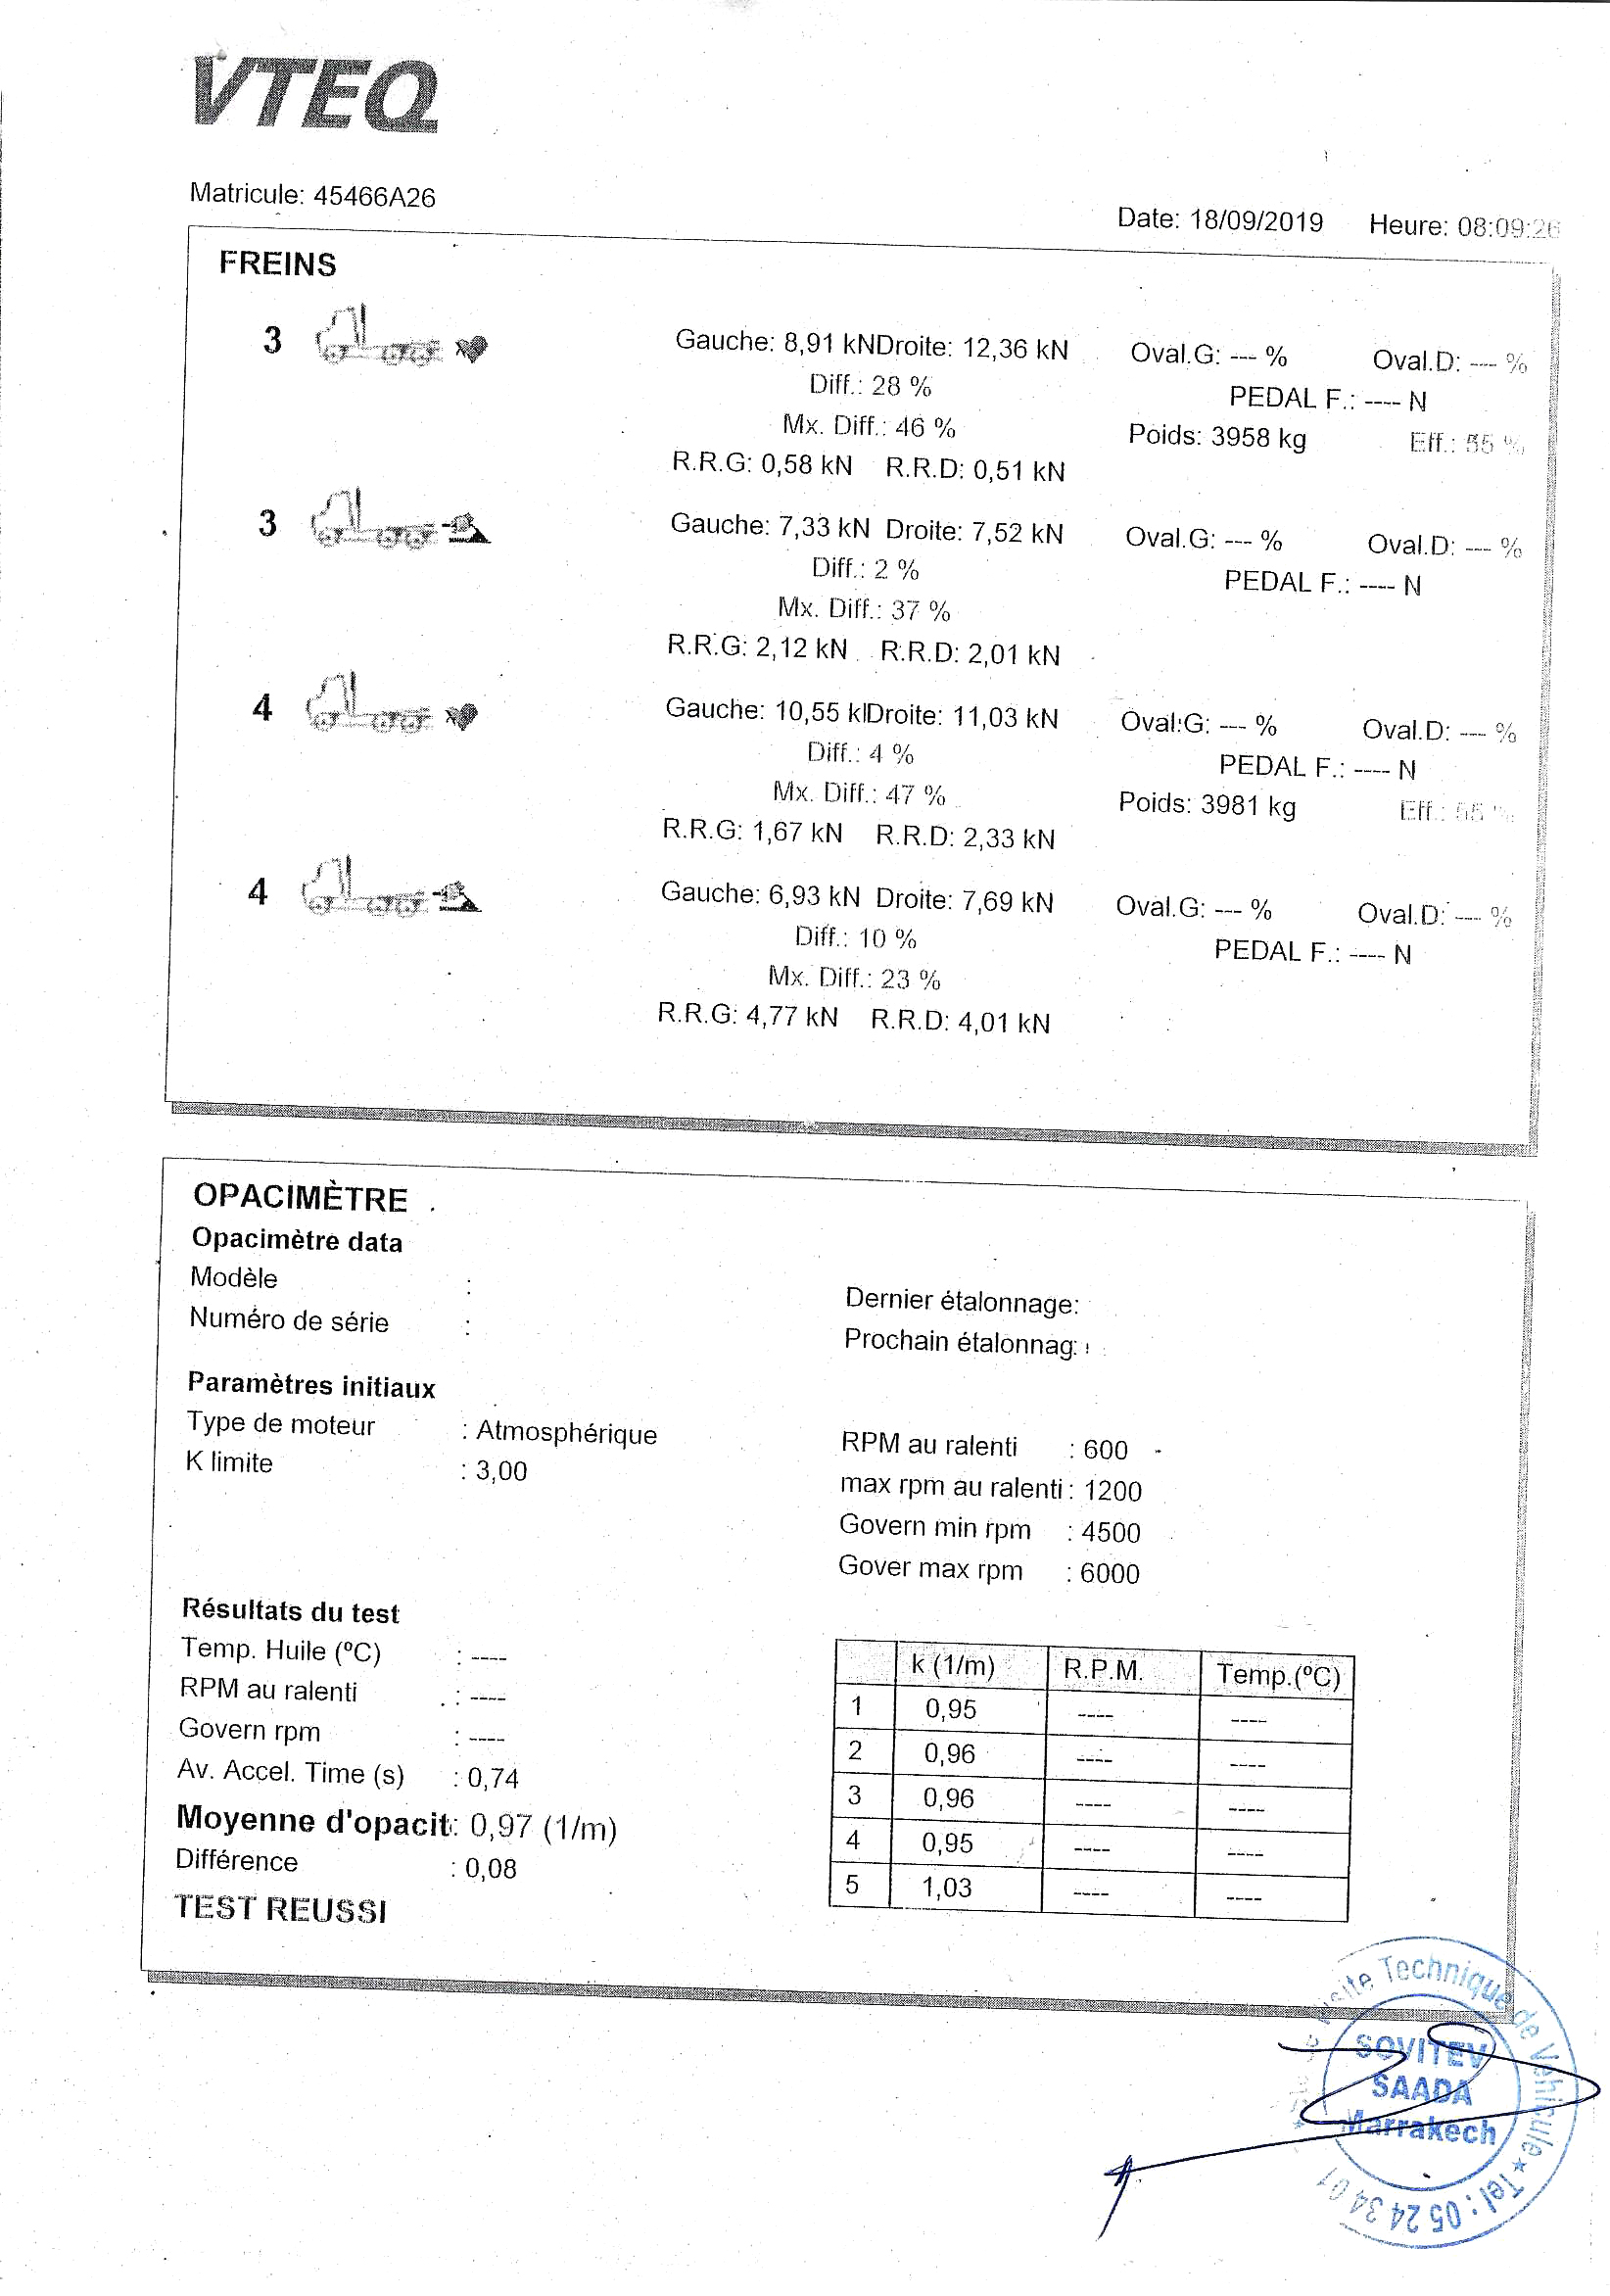 VTEQ
Matricule: 45466A26
Date: 18/09/2019 Heure: 08:09:26
FREINS
3 Gauche: 8,91 kNDroite: 12,36 kN Oval.G: --- % Oval.D: --- %
Diff.: 28 % PEDAL F.: ---- N
Mx. Diff.: 46 % Poids: 3958 kg Eff.: 55 %
R.R.G: 0,58 kN R.R.D: 0,51 kN
3 Gauche: 7,33 kN Droite: 7,52 kN Oval.G: --- % Oval.D: --- %
Diff.: 2 % PEDAL F.: ---- N
Mx. Diff.: 37 %
R.R.G: 2,12 kN R.R.D: 2,01 kN
4 Gauche: 10,55 kDroite: 11,03 kN Oval.G: --- % Oval.D: --- %
Diff.: 4 % PEDAL F.: ---- N
Mx. Diff.: 47 % Poids: 3981 kg Eff.: 55 %
R.R.G: 1,67 kN R.R.D: 2,33 kN
4 Gauche: 6,93 kN Droite: 7,69 kN Oval.G: --- % Oval.D: --- %
Diff.: 10 % PEDAL F.: ---- N
Mx. Diff.: 23 %
R.R.G: 4,77 kN R.R.D: 4,01 kN
OPACIMÈTRE
Opacimètre data
Modèle :
Dernier étalonnage:
Numéro de série :
Prochain étalonnag:
Paramètres initiaux
Type de moteur : Atmosphérique RPM au ralenti : 600
K limite : 3,00 max rpm au ralenti : 1200
Govern min rpm : 4500
Gover max rpm : 6000
Résultats du test
Temp. Huile (ºC) : ----
RPM au ralenti : ----
Govern rpm : ----
Av. Accel. Time (s) : 0,74
Moyenne d'opacit: 0,97 (1/m)
Différence : 0,08
TEST REUSSI
k (1/m) R.P.M. Temp.(ºC)
1 0,95 ---- ----
2 0,96 ---- ----
3 0,96 ---- ----
4 0,95 ---- ----
5 1,03 ---- ----
Technique de Véhicule ★ Tel : 05 24 34 01
SOVITEV
SAADA
Marrakech